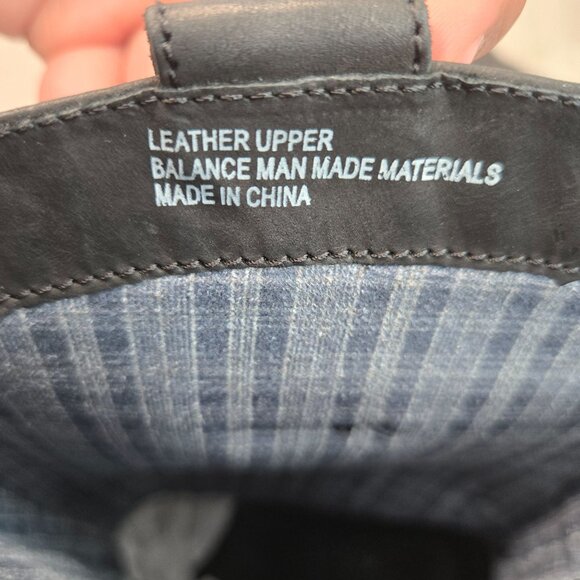 LEATHER UPPER
BALANCE MAN MADE MATERIALS
MADE IN CHINA